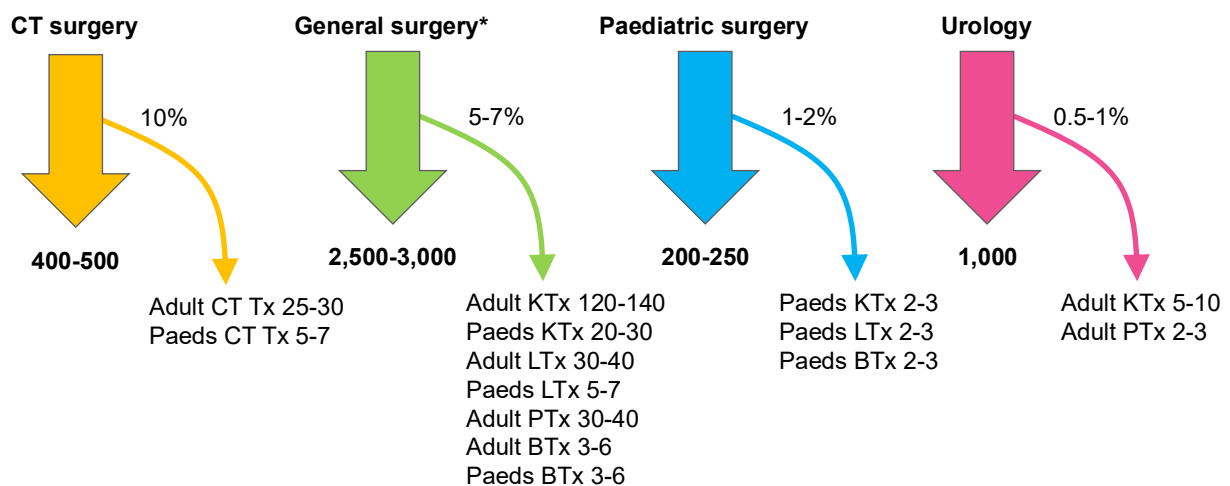 CT surgery
10%
400-500
Adult CT Tx 25-30
Paeds CT Tx 5-7
General surgery*
5-7%
2,500-3,000
Adult KTx 120-140
Paeds KTx 20-30
Adult LTx 30-40
Paeds LTx 5-7
Adult PTx 30-40
Adult BTx 3-6
Paeds BTx 3-6
Paediatric surgery
1-2%
200-250
Paeds KTx 2-3
Paeds LTx 2-3
Paeds BTx 2-3
Urology
0.5-1%
1,000
Adult KTx 5-10
Adult PTx 2-3